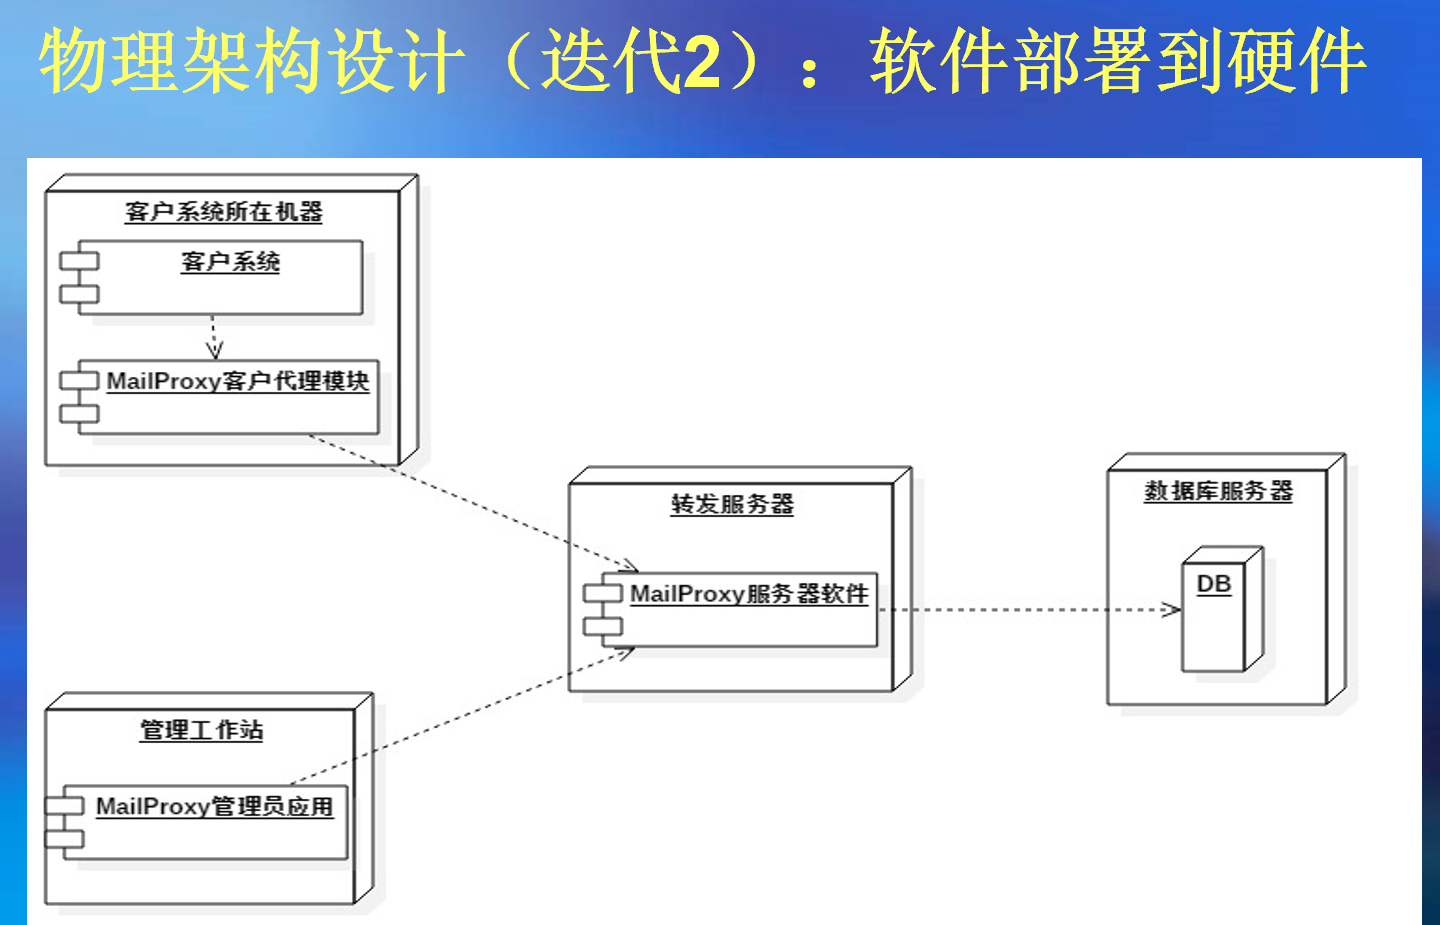 物理架构设计（迭代2）：软件部署到硬件
客户系统所在机器
客户系统
MailProxy客户代理模块
转发服务器
MailProxy服务器软件
数据库服务器
DB
管理工作站
MailProxy管理员应用